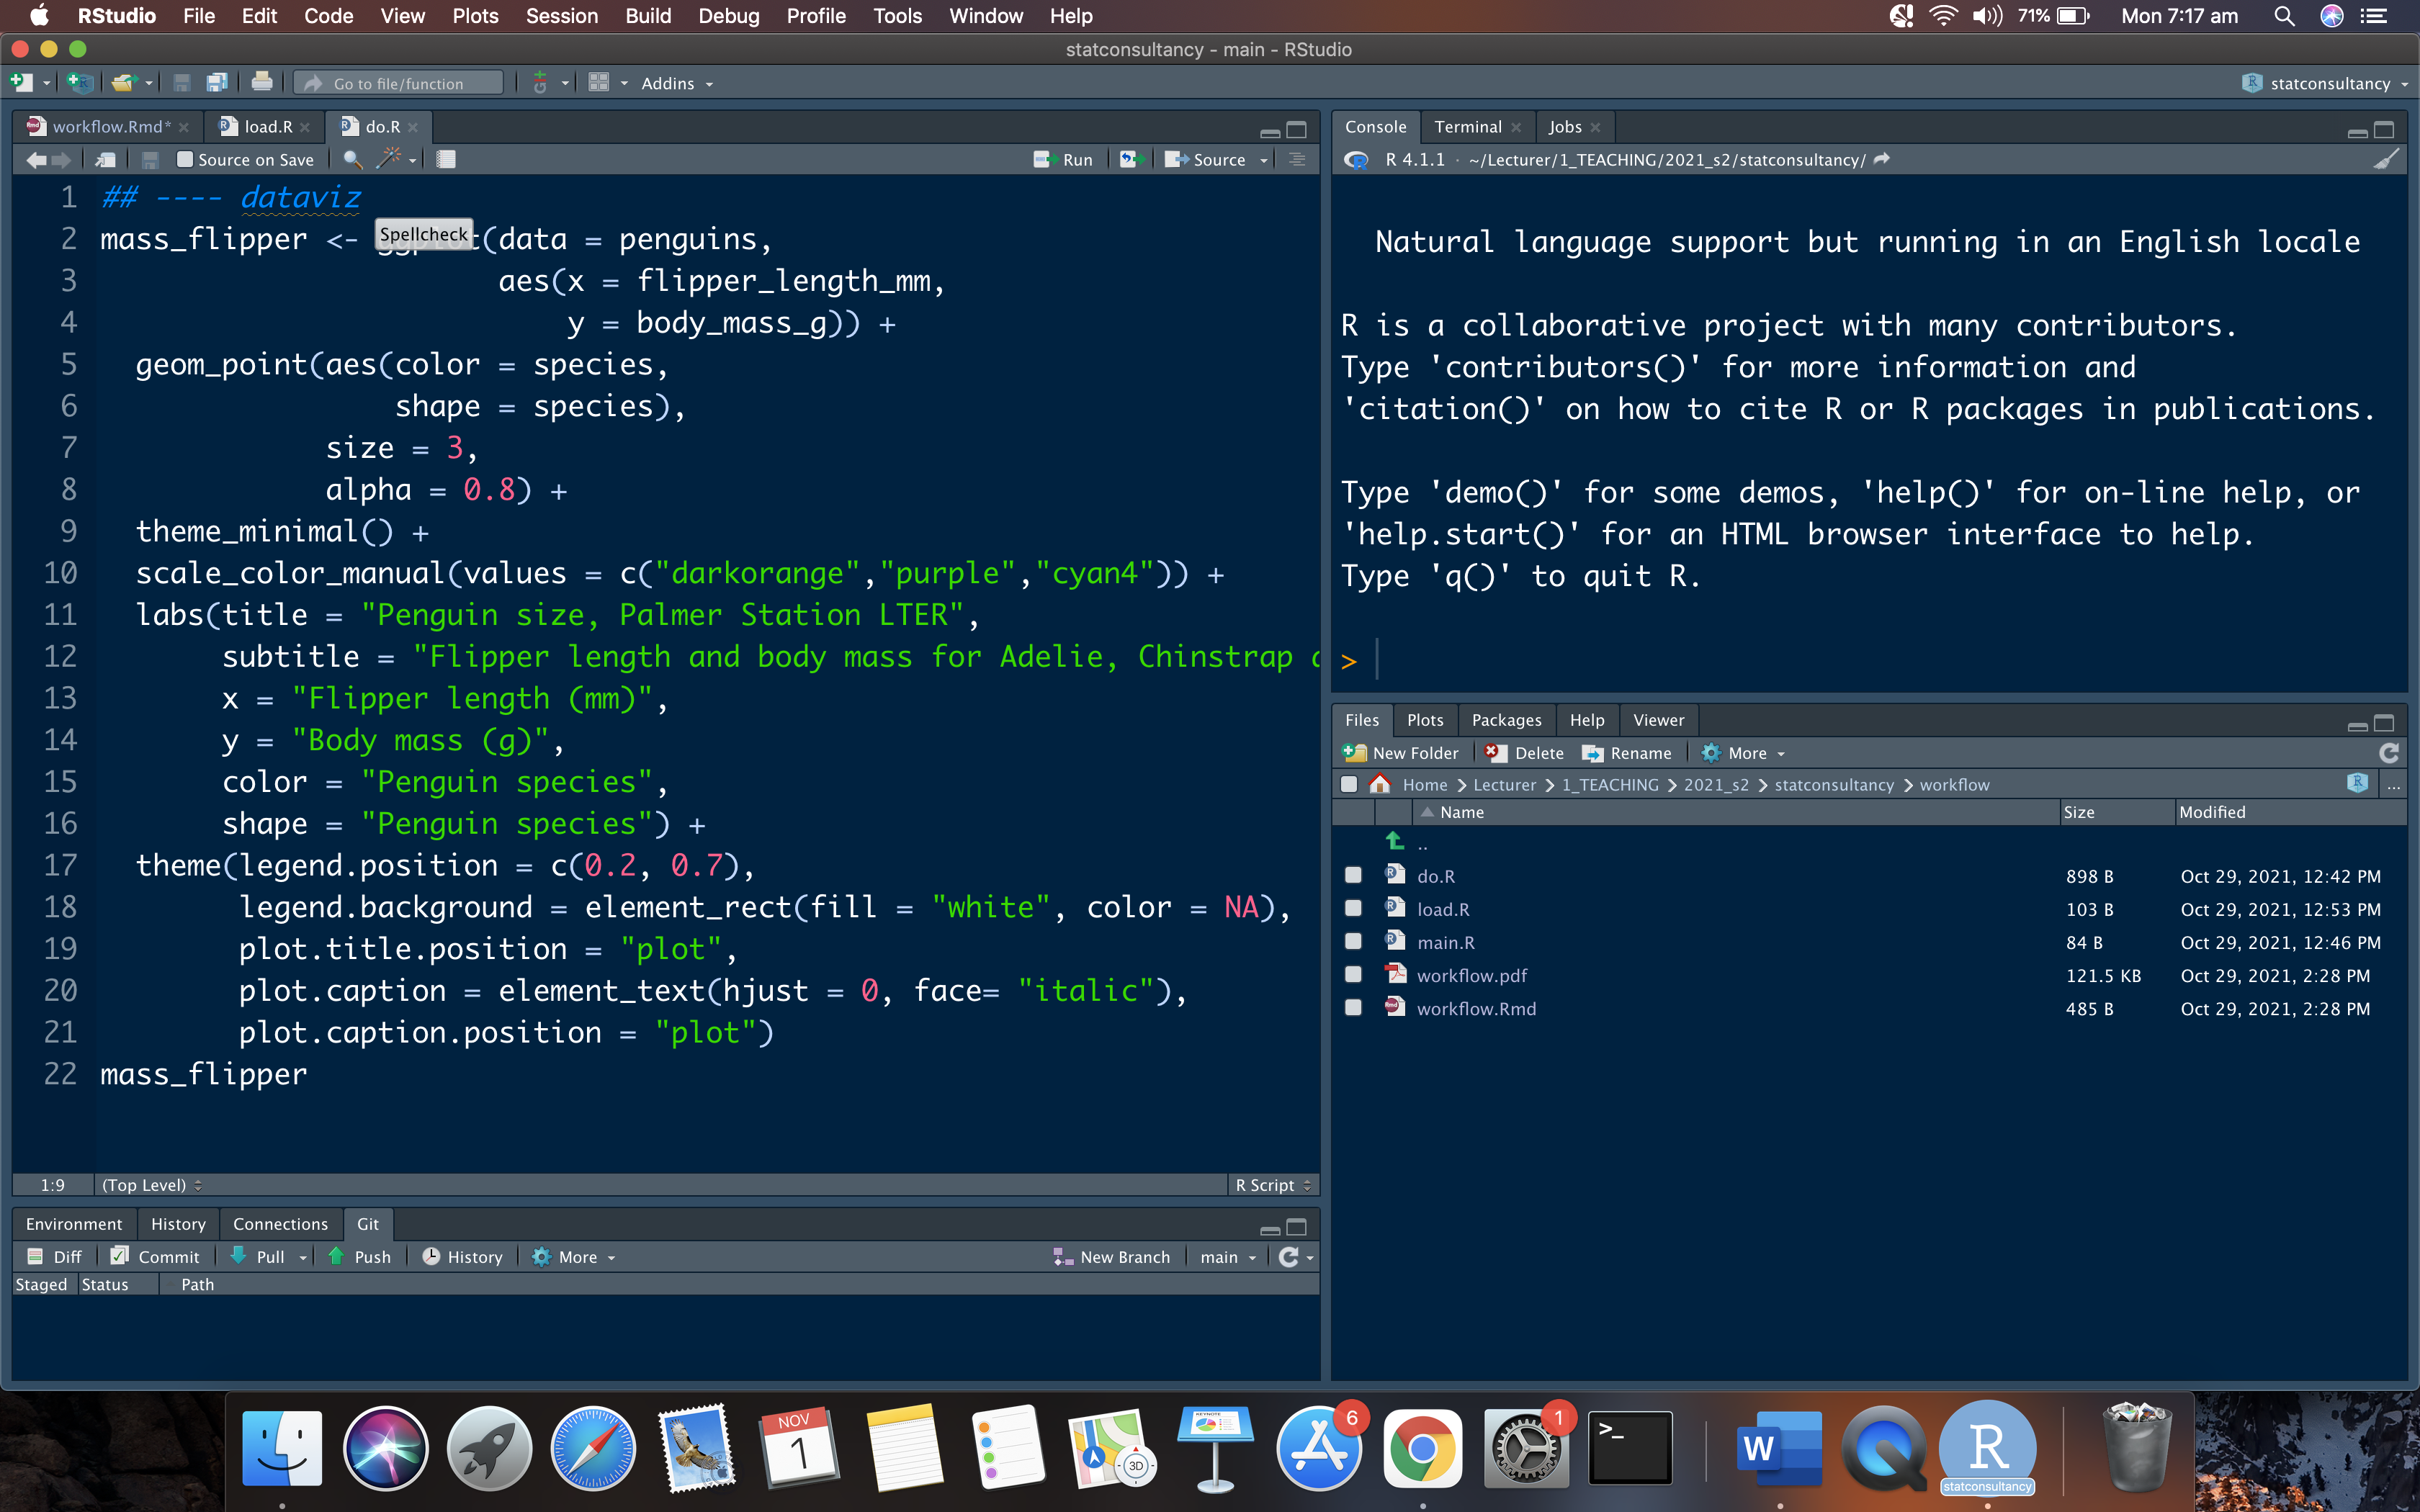 RStudio File Edit Code View Plots Session Build Debug Profile Tools Window Help 71% Mon 7:17 am
statconsultancy - main - RStudio
Go to file/function Addins statconsultancy
workflow.Rmd* load.R do.R
Source on Save Run Source
1 ## ---- dataviz
Spellcheck
2 mass_flipper <- (data = penguins,
3 aes(x = flipper_length_mm,
4 y = body_mass_g)) +
5 geom_point(aes(color = species,
6 shape = species),
7 size = 3,
8 alpha = 0.8) +
9 theme_minimal() +
10 scale_color_manual(values = c("darkorange","purple","cyan4")) +
11 labs(title = "Penguin size, Palmer Station LTER",
12 subtitle = "Flipper length and body mass for Adelie, Chinstrap
13 x = "Flipper length (mm)",
14 y = "Body mass (g)",
15 color = "Penguin species",
16 shape = "Penguin species") +
17 theme(legend.position = c(0.2, 0.7),
18 legend.background = element_rect(fill = "white", color = NA),
19 plot.title.position = "plot",
20 plot.caption = element_text(hjust = 0, face= "italic"),
21 plot.caption.position = "plot")
22 mass_flipper
1:9 (Top Level) R Script
Environment History Connections Git
Diff Commit Pull Push History More New Branch main
Staged Status Path
Console Terminal Jobs
R 4.1.1 · ~/Lecturer/1_TEACHING/2021_s2/statconsultancy/
Natural language support but running in an English locale
R is a collaborative project with many contributors.
Type 'contributors()' for more information and
'citation()' on how to cite R or R packages in publications.
Type 'demo()' for some demos, 'help()' for on-line help, or
'help.start()' for an HTML browser interface to help.
Type 'q()' to quit R.
>
Files Plots Packages Help Viewer
New Folder Delete Rename More
Home Lecturer 1_TEACHING 2021_s2 statconsultancy workflow ...
Name Size Modified
..
do.R 898 B Oct 29, 2021, 12:42 PM
load.R 103 B Oct 29, 2021, 12:53 PM
main.R 84 B Oct 29, 2021, 12:46 PM
workflow.pdf 121.5 KB Oct 29, 2021, 2:28 PM
workflow.Rmd 485 B Oct 29, 2021, 2:28 PM
NOV
1
3D
KEYNOTE
6
1
>_
W
R
statconsultancy